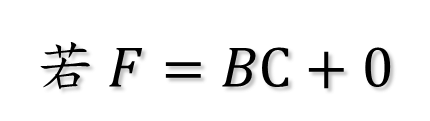 若 F = BC + 0